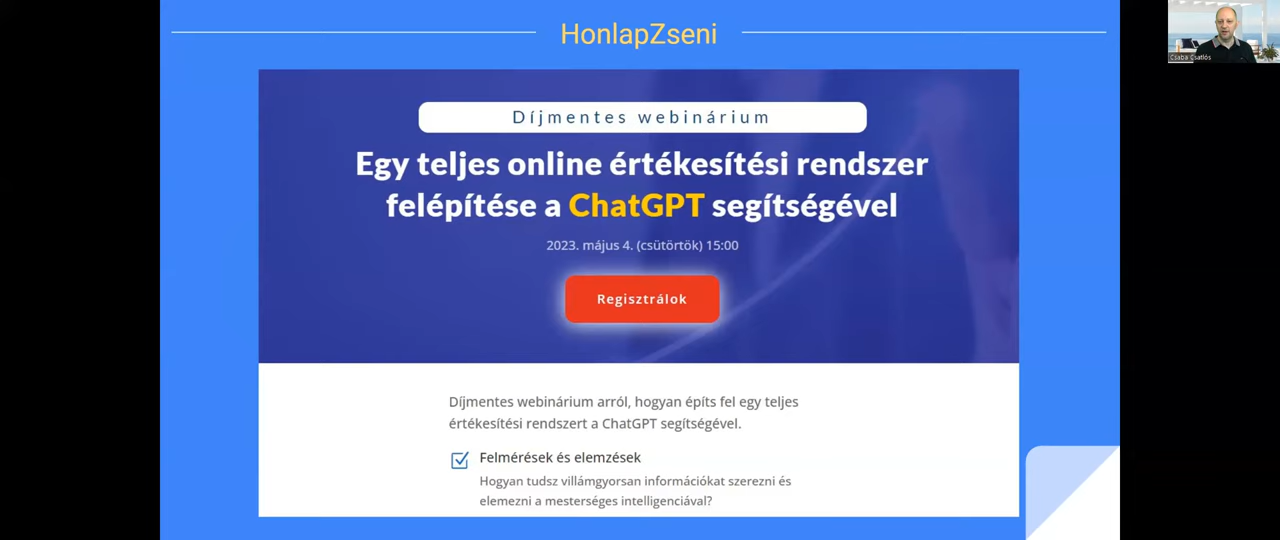 HonlapZseni
Díjmentes webinárium
Egy teljes online értékesítési rendszer
felépítése a ChatGPT segítségével
2023. május 4. (csütörtök) 15:00
Regisztrálok
Díjmentes webinárium arról, hogyan építs fel egy teljes
értékesítési rendszert a ChatGPT segítségével.
Felmérések és elemzések
Hogyan tudsz villámgyorsan információkat szerezni és
elemezni a mesterséges intelligenciával?
Csaba Csatlós